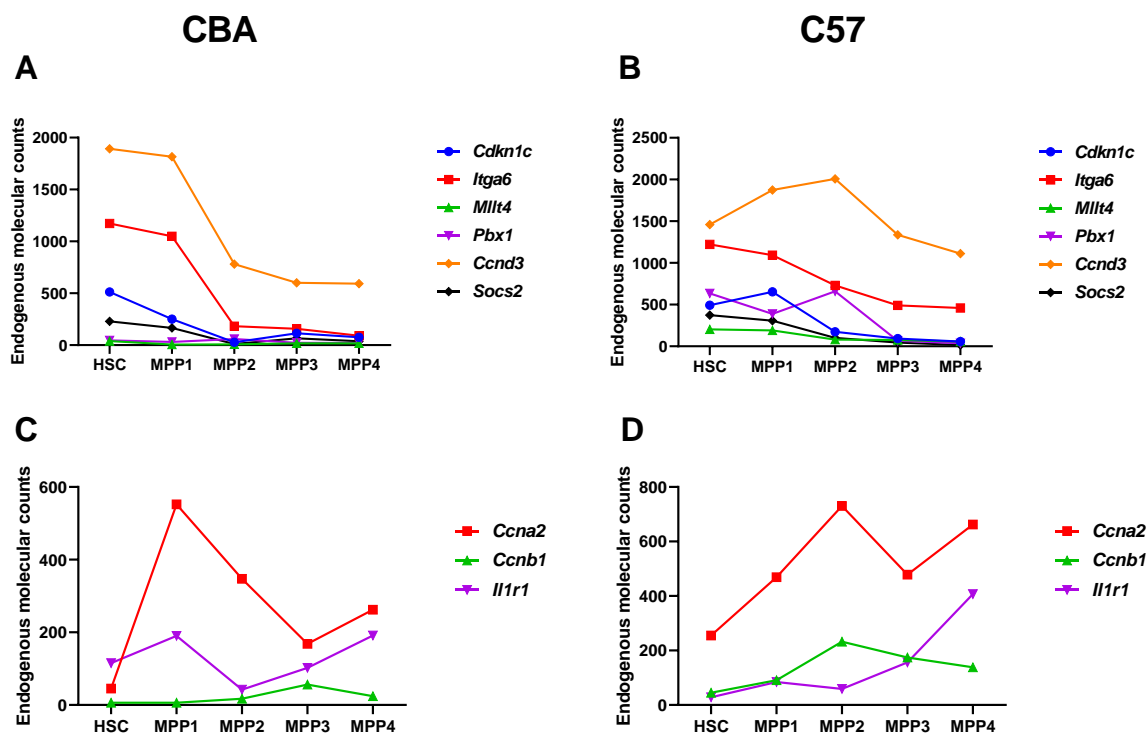 CBA
C57
A
B
Endogenous molecular counts
2000
1500
1000
500
0
HSC
MPP1
MPP2
MPP3
MPP4
Cdkn1c
Itga6
Mllt4
Pbx1
Ccnd3
Socs2
Endogenous molecular counts
2500
2000
1500
1000
500
0
HSC
MPP1
MPP2
MPP3
MPP4
Cdkn1c
Itga6
Mllt4
Pbx1
Ccnd3
Socs2
C
D
Endogenous molecular counts
600
400
200
0
HSC
MPP1
MPP2
MPP3
MPP4
Ccna2
Ccnb1
Il1r1
Endogenous molecular counts
800
600
400
200
0
HSC
MPP1
MPP2
MPP3
MPP4
Ccna2
Ccnb1
Il1r1